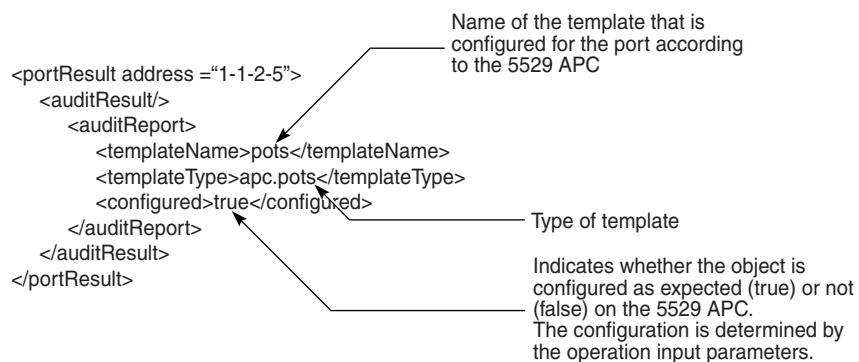 Name of the template that is
configured for the port according
to the 5529 APC
<portResult address =“1-1-2-5”>
<auditResult/>
<auditReport>
<templateName>pots</templateName>
<templateType>apc.pots</templateType>
<configured>true</configured>
</auditReport>
</auditResult>
</portResult>
Type of template
Indicates whether the object is
configured as expected (true) or not
(false) on the 5529 APC.
The configuration is determined by
the operation input parameters.